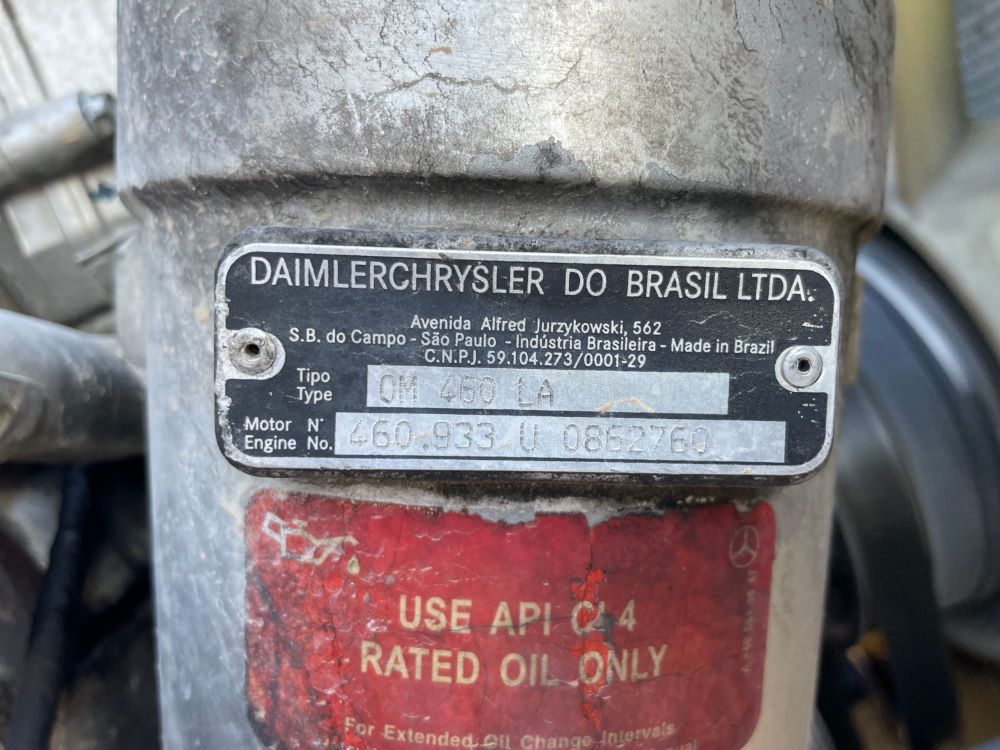 DAIMLERCHRYSLER DO BRASIL LTDA.
Avenida Alfred Jurzykowski, 562
S.B. do Campo - São Paulo - Indústria Brasileira - Made in Brazil
C.N.P.J. 59.104.273/0001-29
Tipo
Type OM 460 LA
Motor N°
Engine No. 460.933 U 0862760
USE API CI-4
RATED OIL ONLY
For Extended Oil Change Intervals